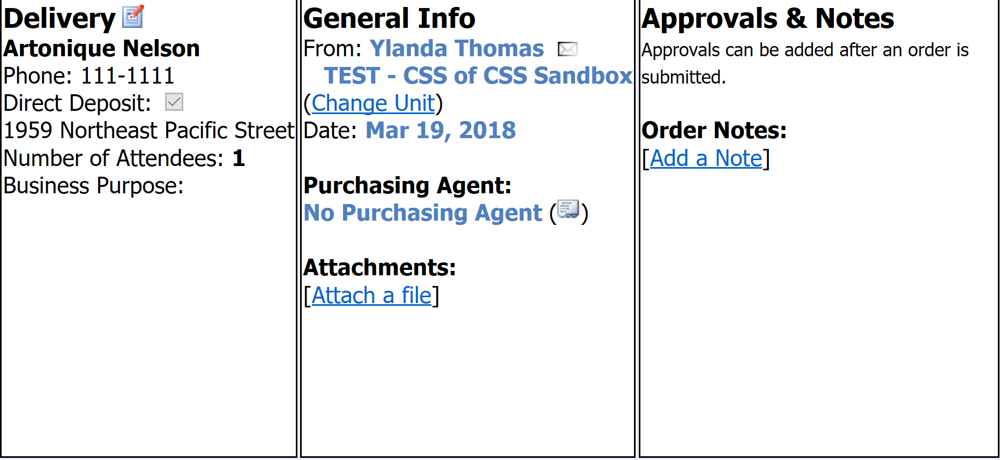 Delivery
Artonique Nelson
Phone: 111-1111
Direct Deposit:
1959 Northeast Pacific Street
Number of Attendees: 1
Business Purpose:
General Info
From: Ylanda Thomas
TEST - CSS of CSS Sandbox
(Change Unit)
Date: Mar 19, 2018
Purchasing Agent:
No Purchasing Agent ()
Attachments:
[Attach a file]
Approvals & Notes
Approvals can be added after an order is
submitted.
Order Notes:
[Add a Note]